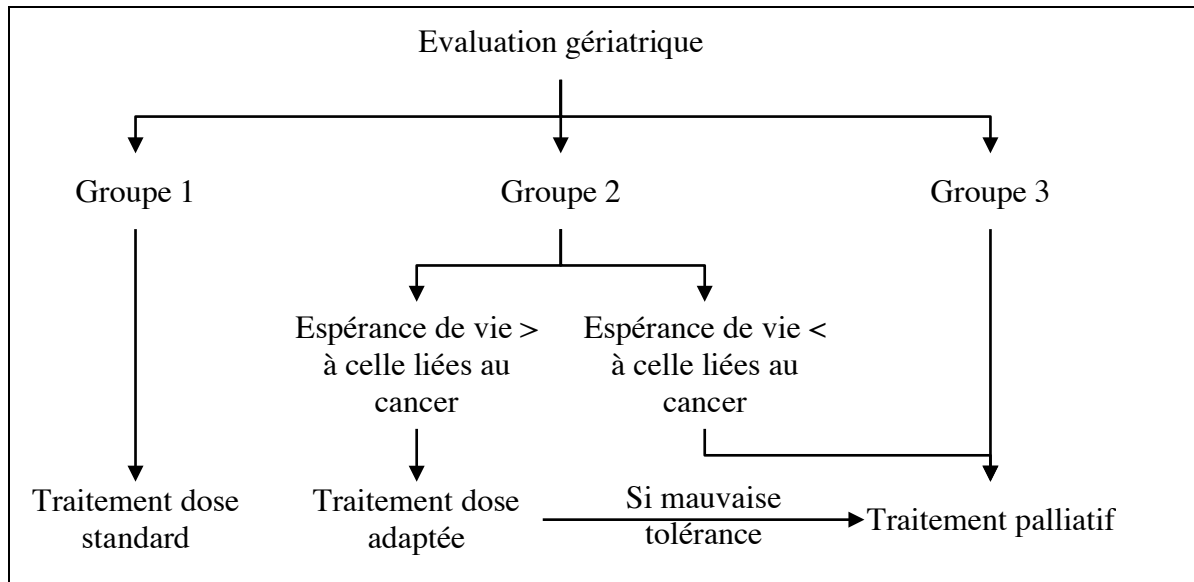 Evaluation gériatrique
Groupe 1
Groupe 2
Groupe 3
Espérance de vie >
à celle liées au
cancer
Espérance de vie <
à celle liées au
cancer
Traitement dose
standard
Traitement dose
adaptée
Si mauvaise
tolérance
Traitement palliatif